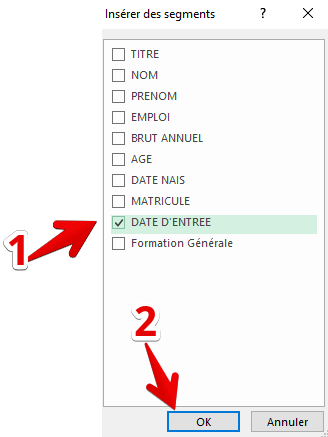 Insérer des segments ? ×
TITRE
NOM
PRENOM
EMPLOI
BRUT ANNUEL
AGE
DATE NAIS
MATRICULE
1
DATE D'ENTREE
Formation Générale
2
OK Annuler